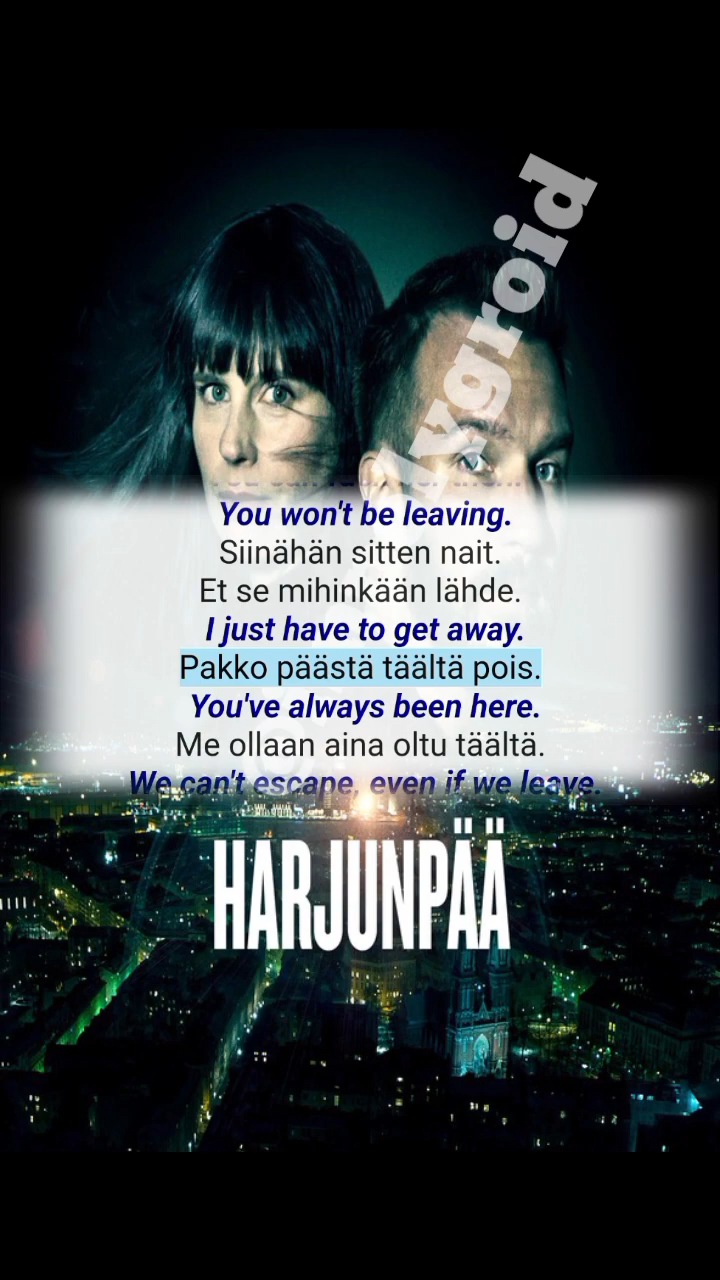 lygroid
You won't be leaving.
Siinähän sitten nait.
Et se mihinkään lähde.
I just have to get away.
Pakko päästä täältä pois.
You've always been here.
Me ollaan aina oltu täältä.
We can't escape, even if we leave.
HARJUNPÄÄ